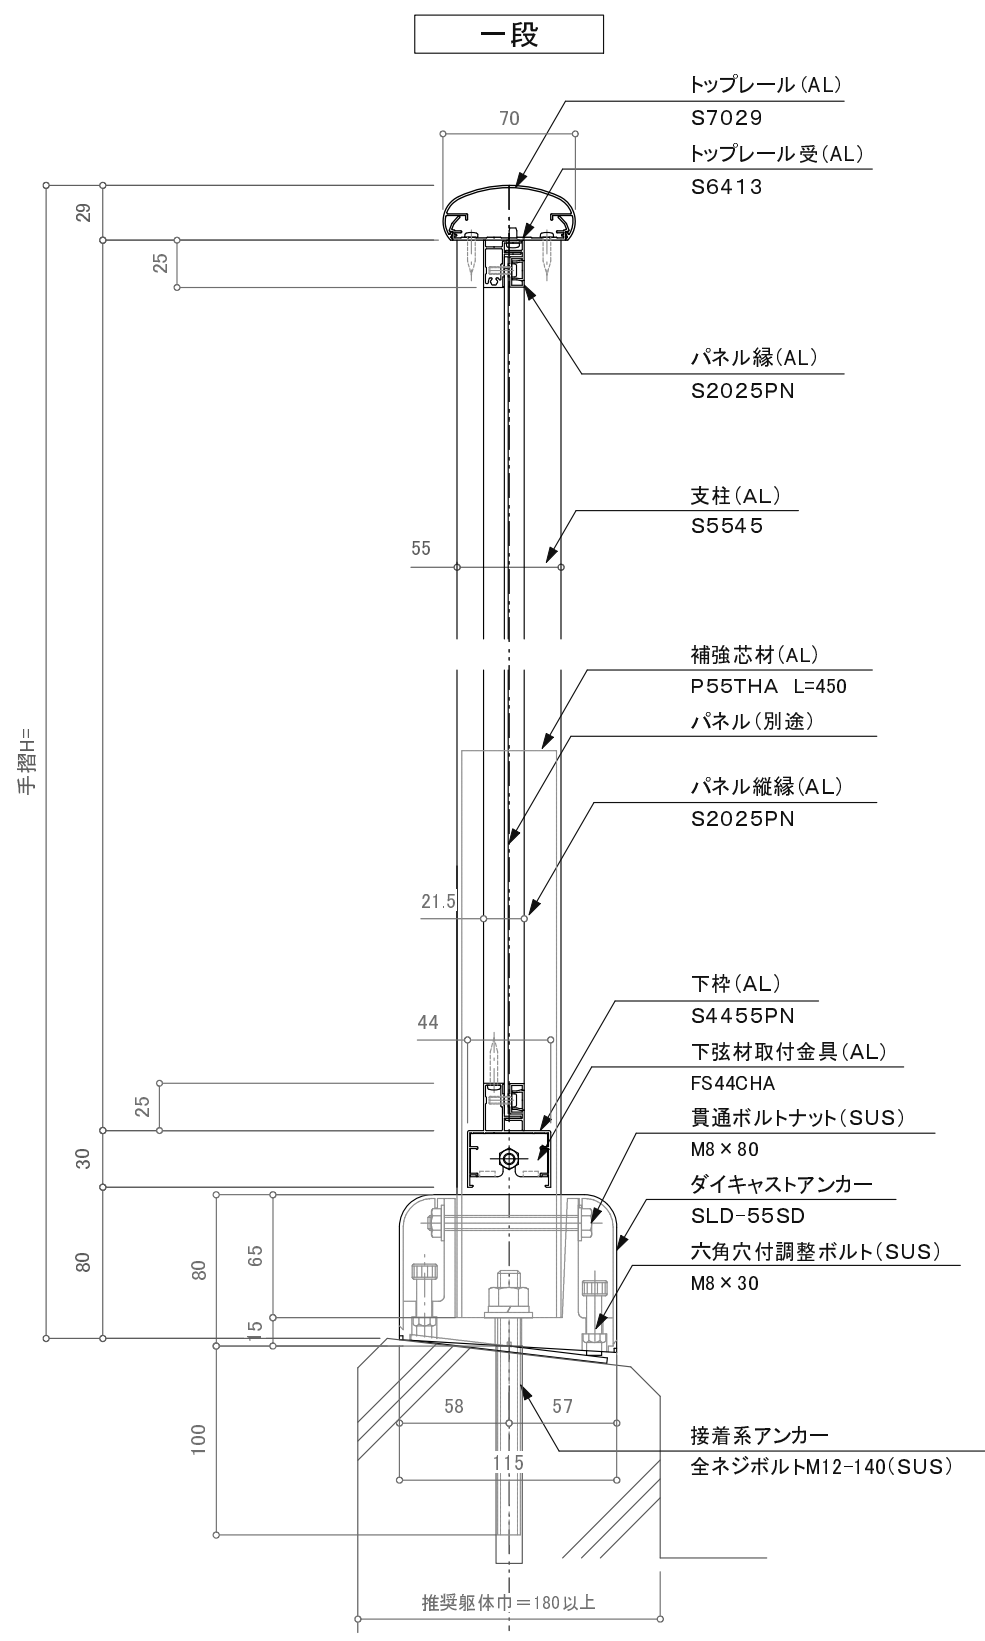 一段
トップレール(AL)
S7029
70
トップレール受(AL)
S6413
29
25
パネル縁(AL)
S2025PN
支柱(AL)
S5545
55
補強芯材(AL)
P55THA L=450
パネル(別途)
手摺H=
パネル縦縁(AL)
S2025PN
21.5
下枠(AL)
S4455PN
44
下弦材取付金具(AL)
FS44CHA
25
貫通ボルトナット(SUS)
M8×80
30
ダイキャストアンカー
SLD-55SD
80
80
65
六角穴付調整ボルト(SUS)
M8×30
15
58
57
100
接着系アンカー
115
全ネジボルトM12-140(SUS)
推奨躯体巾=180以上